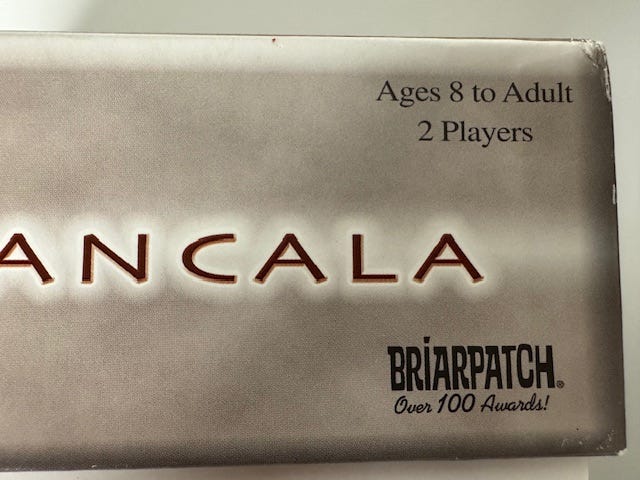 Ages 8 to Adult
2 Players
ANCALA
BRIARPATCH®
Over 100 Awards!